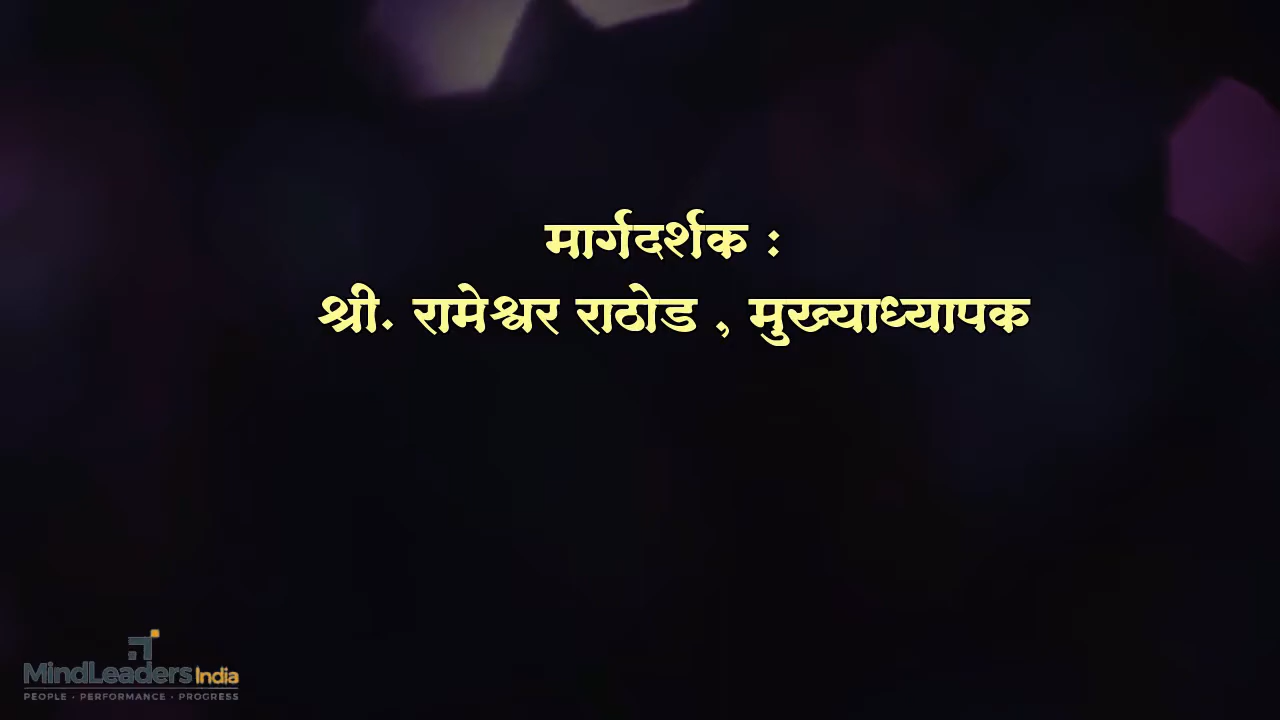 मार्गदर्शक :
श्री. रामेश्वर राठोड , मुख्याध्यापक
MindLeaders India
PEOPLE · PERFORMANCE · PROGRESS